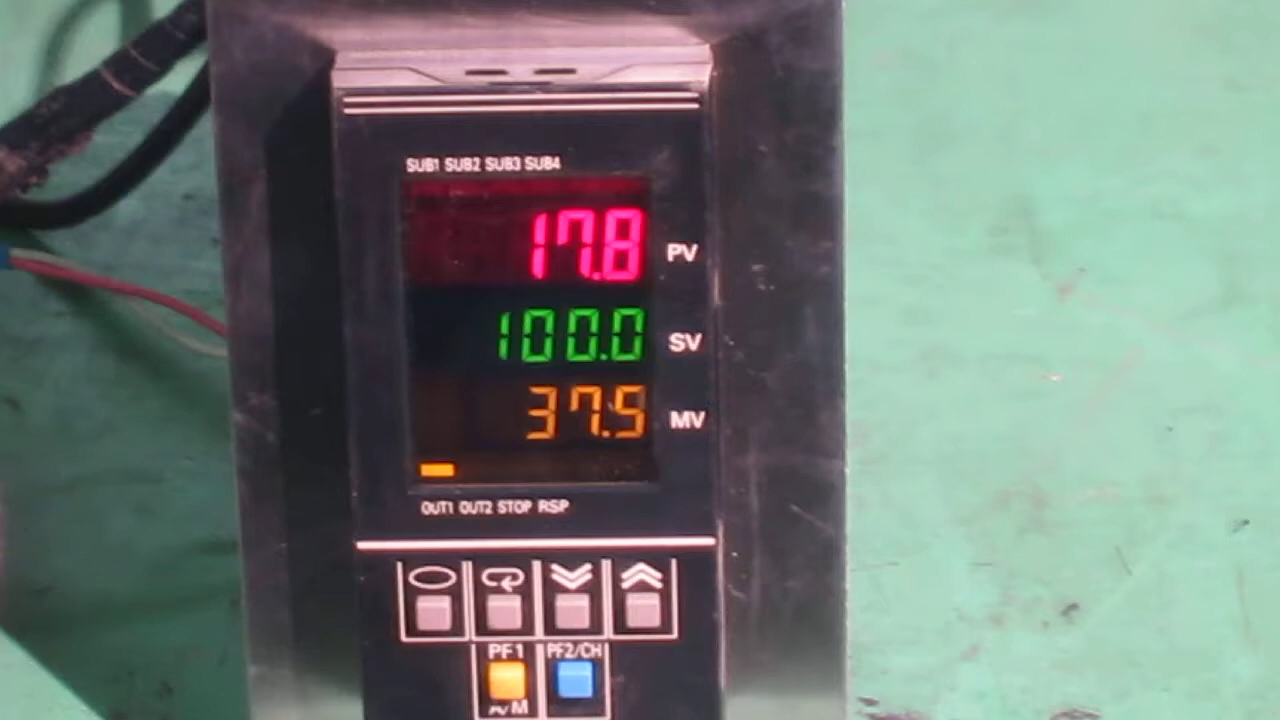 SUB1 SUB2 SUB3 SUB4
17.8 PV
100.0 SV
37.5 MV
OUT1 OUT2 STOP RSP
PF1 PF2/CH
A/M